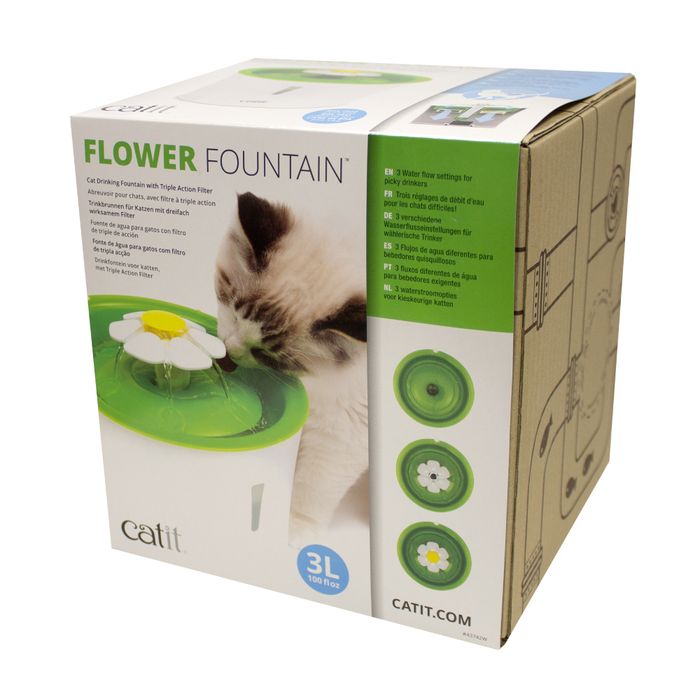 catit
FLOWER FOUNTAIN™
Cat Drinking Fountain with Triple Action Filter
Abreuvoir pour chats, avec filtre à triple action
Trinkbrunnen für Katzen mit dreifach
wirksamem Filter
Fuente de agua para gatos con filtro
de triple de acción
Fonte de água para gatos com filtro
de tripla acção
Drinkfontein voor katten,
met Triple Action Filter
EN 3 Water flow settings for
picky drinkers
FR Trois réglages de débit d'eau
pour les chats difficiles!
DE 3 verschiedene
Wasserflusseinstellungen für
wählerische Trinker
ES 3 Flujos de agua diferentes para
bebedores quisquillosos
PT 3 fluxos diferentes de água
para bebedores exigentes
NL 3 waterstroomopties
voor kieskeurige katten
catit
3L
100 fl oz
CATIT.COM
#43742W